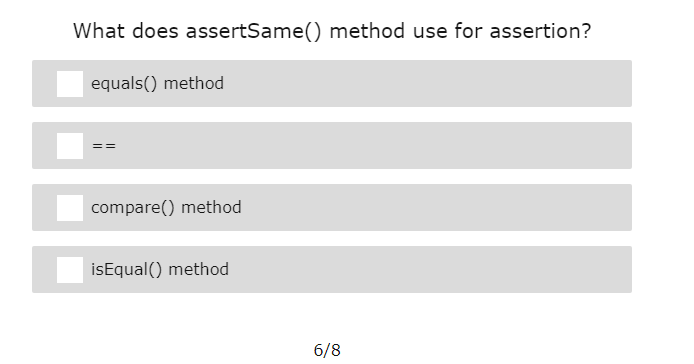 What does assertSame() method use for assertion?
equals() method
==
compare() method
isEqual() method
6/8